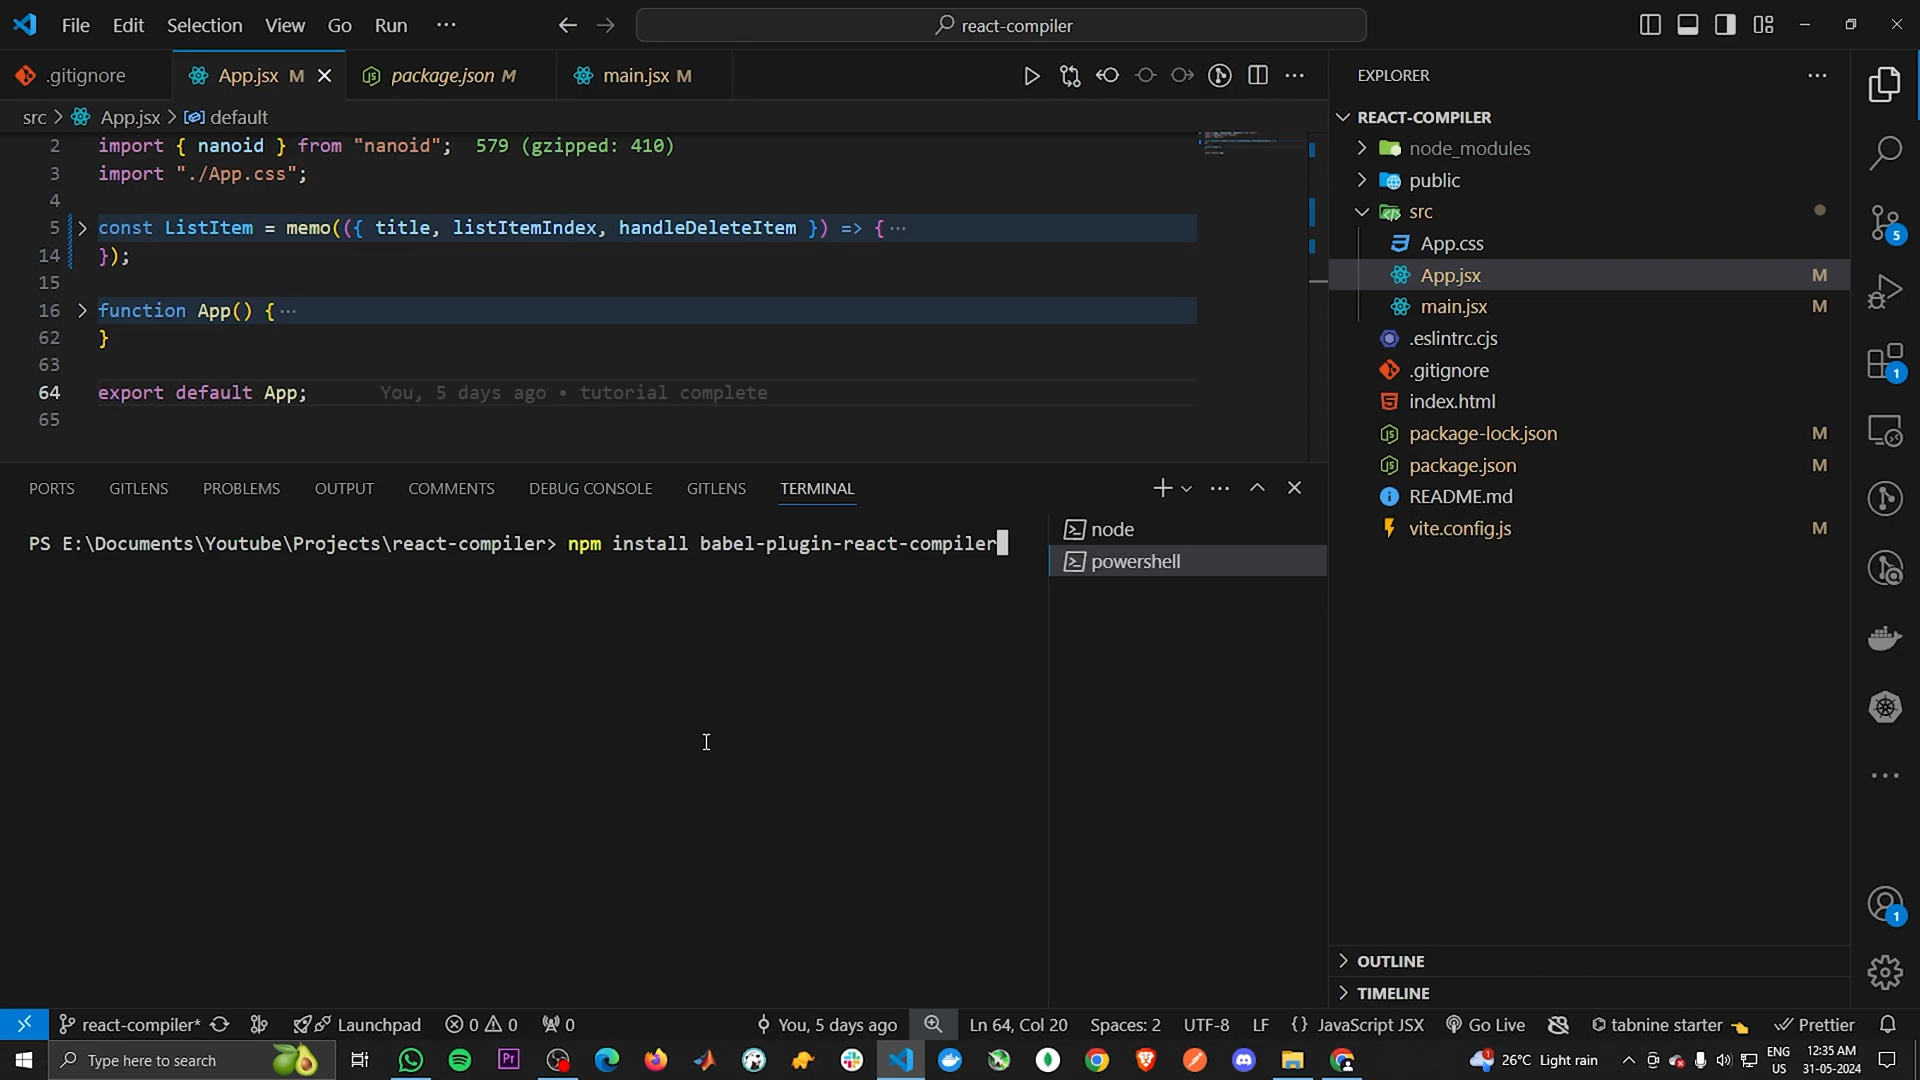 File Edit Selection View Go Run ···
react-compiler
.gitignore
App.jsx M
package.json M
main.jsx M
src > App.jsx > default
2 import { nanoid } from "nanoid"; 579 (gzipped: 410)
3 import "./App.css";
4
5 const ListItem = memo(({ title, listItemIndex, handleDeleteItem }) => {···
14 });
15
16 function App() {···
62 }
63
64 export default App; You, 5 days ago • tutorial complete
65
PORTS GITLENS PROBLEMS OUTPUT COMMENTS DEBUG CONSOLE GITLENS TERMINAL
PS E:\Documents\Youtube\Projects\react-compiler> npm install babel-plugin-react-compiler
node
powershell
EXPLORER
REACT-COMPILER
node_modules
public
src
App.css
App.jsx M
main.jsx M
.eslintrc.cjs
.gitignore
index.html
package-lock.json M
package.json M
README.md
vite.config.js M
OUTLINE
TIMELINE
5
1
1
react-compiler* Launchpad 0 0 0 You, 5 days ago Ln 64, Col 20 Spaces: 2 UTF-8 LF {} JavaScript JSX Go Live tabnine starter Prettier
Type here to search
Pr
1
26°C Light rain
ENG
US
12:35 AM
31-05-2024